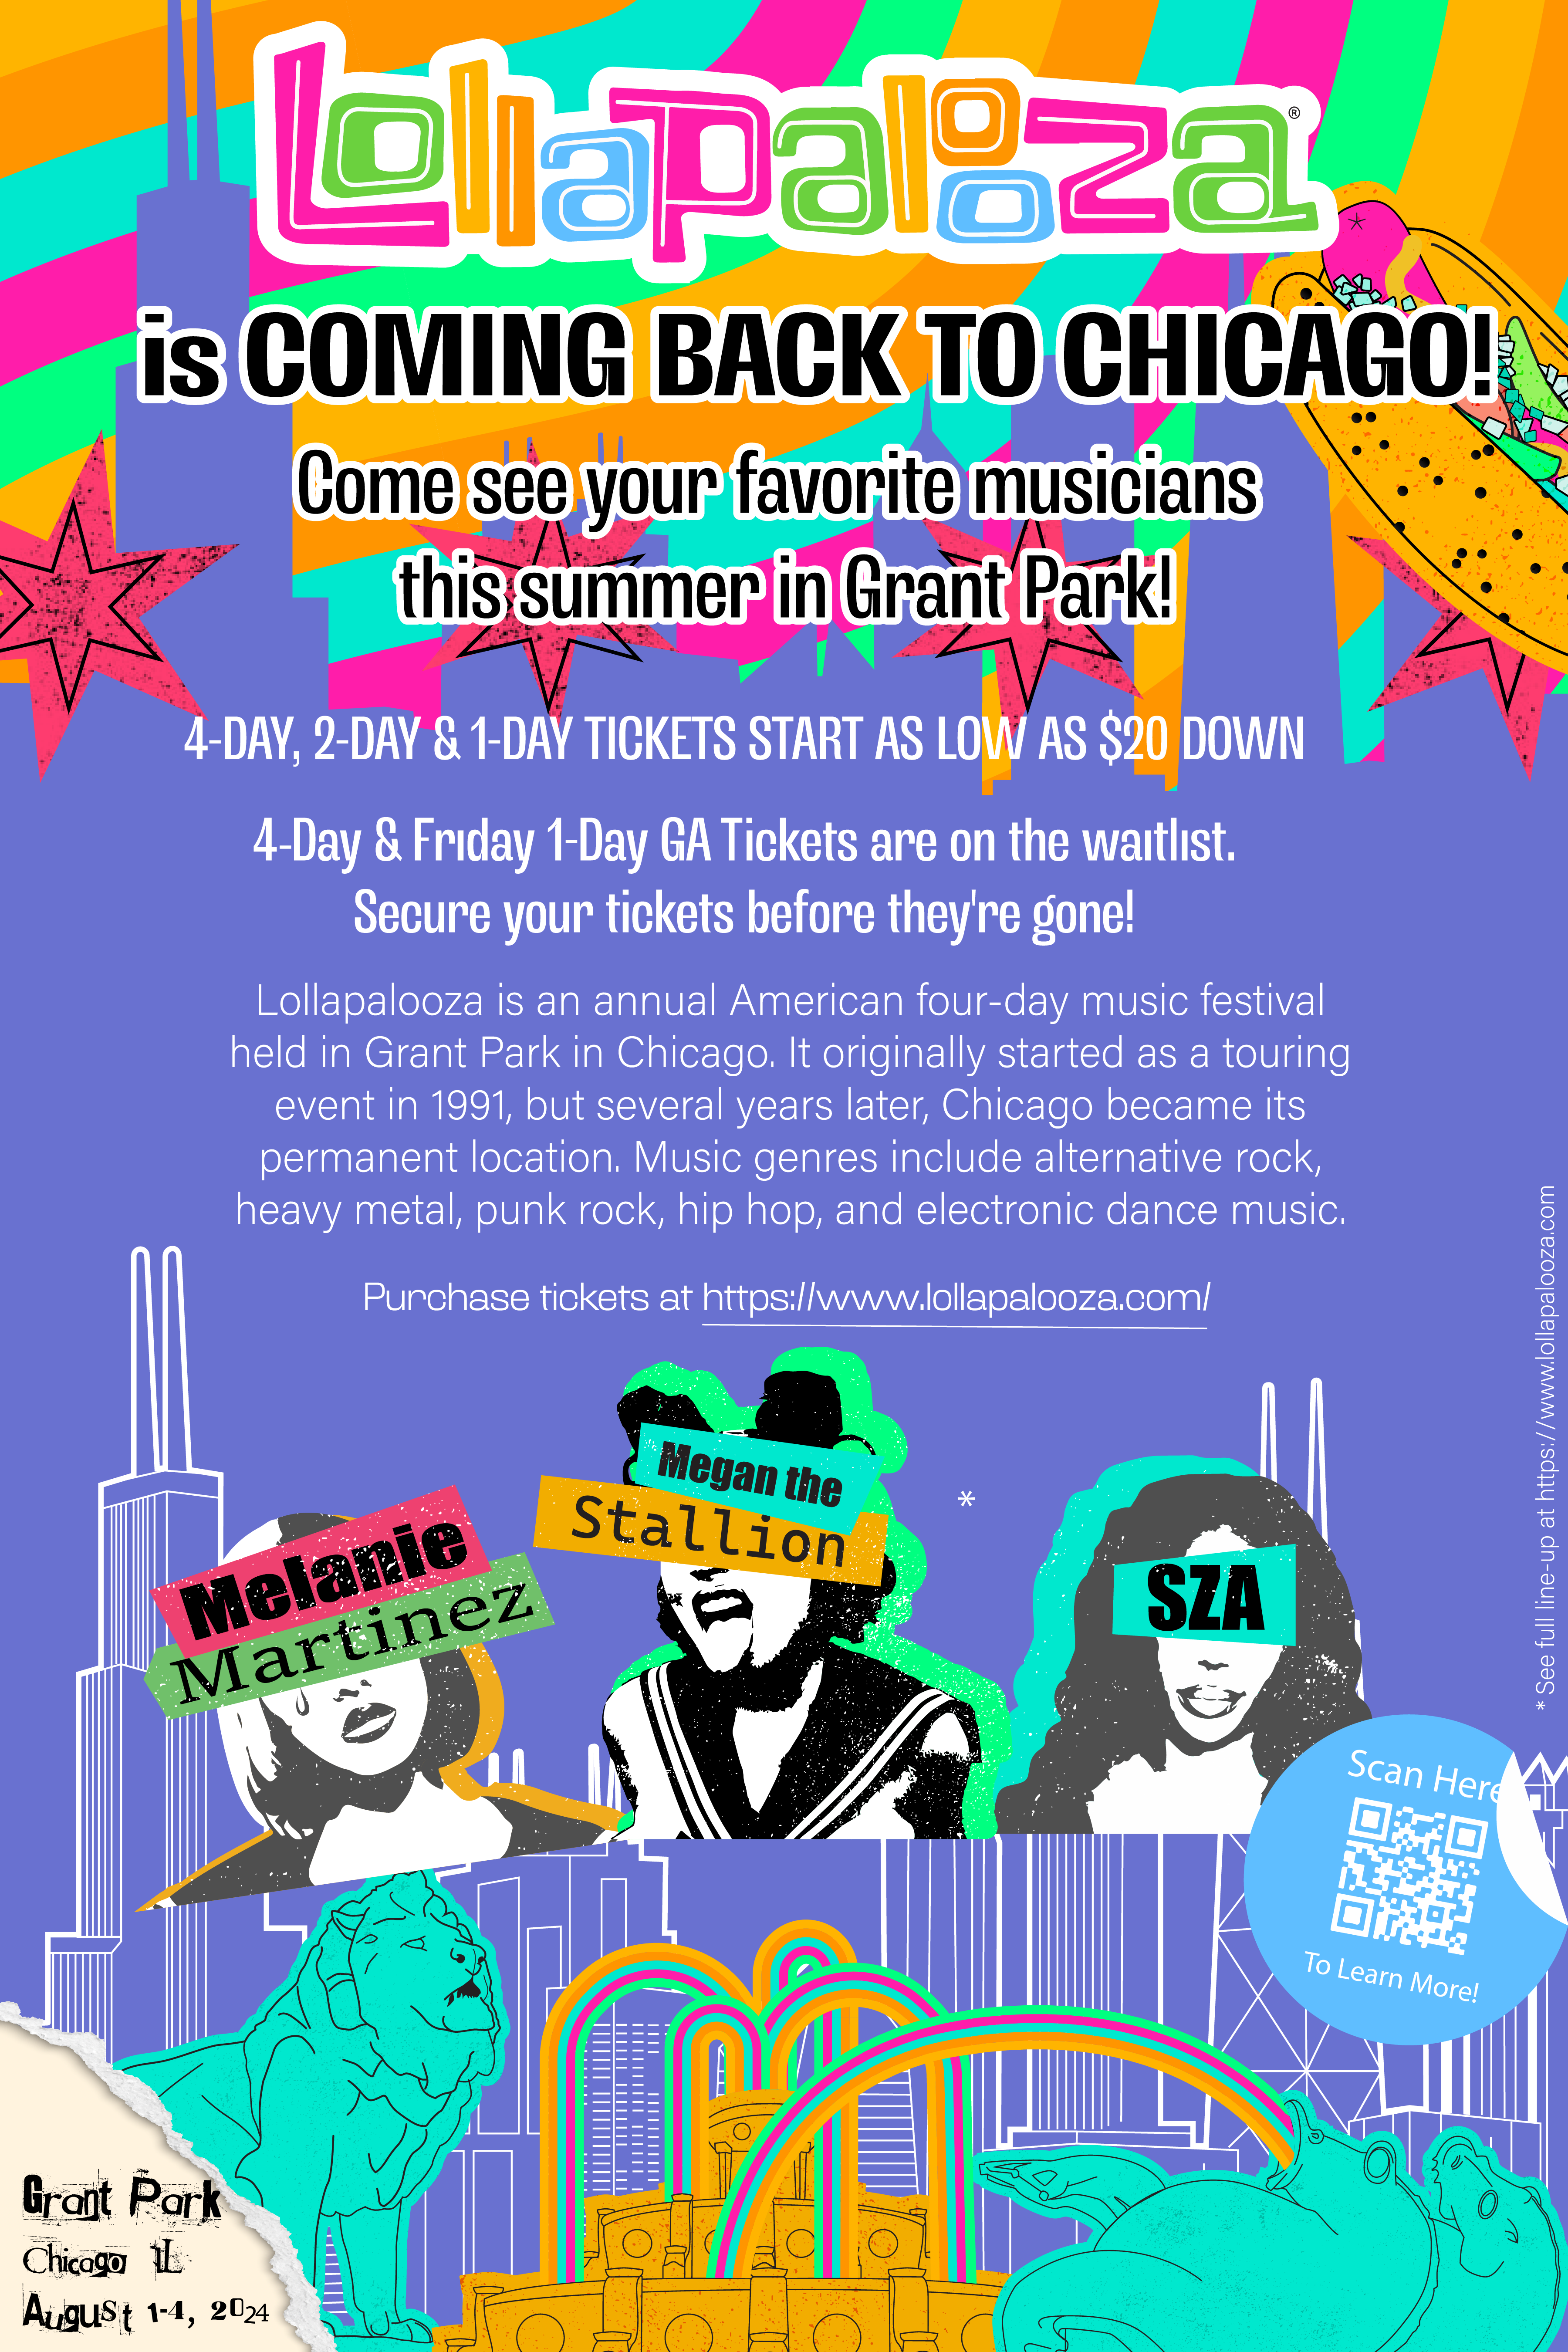 Lollapalooza®
is COMING BACK TO CHICAGO!
Come see your favorite musicians
this summer in Grant Park!
4-DAY, 2-DAY & 1-DAY TICKETS START AS LOW AS $20 DOWN
4-Day & Friday 1-Day GA Tickets are on the waitlist.
Secure your tickets before they're gone!
Lollapalooza is an annual American four-day music festival
held in Grant Park in Chicago. It originally started as a touring
event in 1991, but several years later, Chicago became its
permanent location. Music genres include alternative rock,
heavy metal, punk rock, hip hop, and electronic dance music.
Purchase tickets at https://www.lollapalooza.com/
* See full line-up at https://www.lollapalooza.com
Melanie
Martinez
Megan the
Stallion
*
SZA
Scan Here
To Learn More!
Grant Park
Chicago IL
August 1-4, 2024